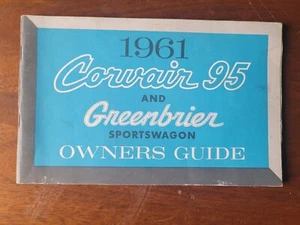 1961
Corvair 95
AND
Greenbrier
SPORTSWAGON
OWNERS GUIDE